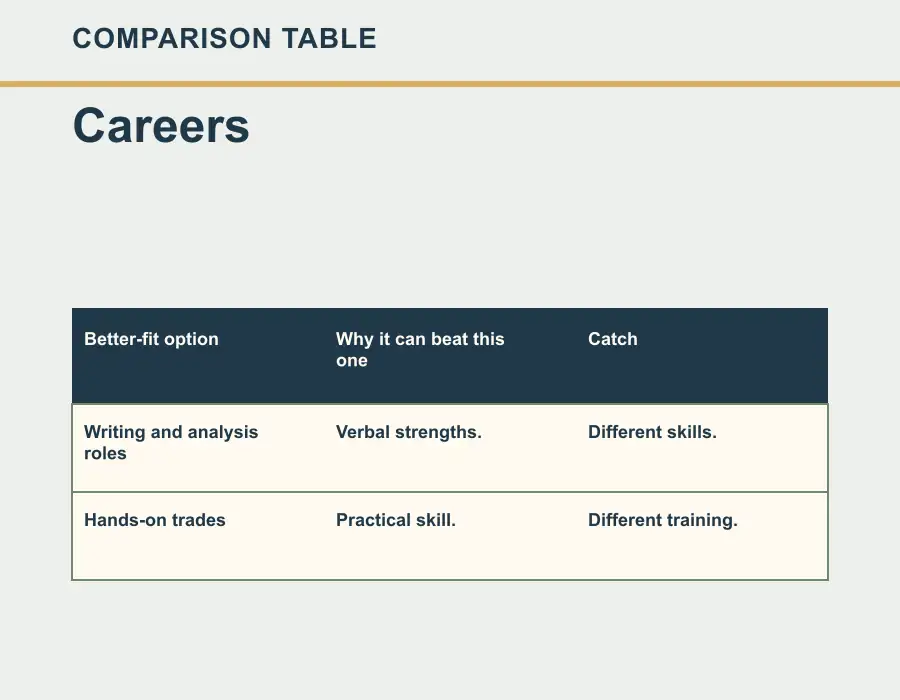 COMPARISON TABLE
Careers
Better-fit option
Why it can beat this
one
Catch
Writing and analysis
roles
Verbal strengths.
Different skills.
Hands-on trades
Practical skill.
Different training.